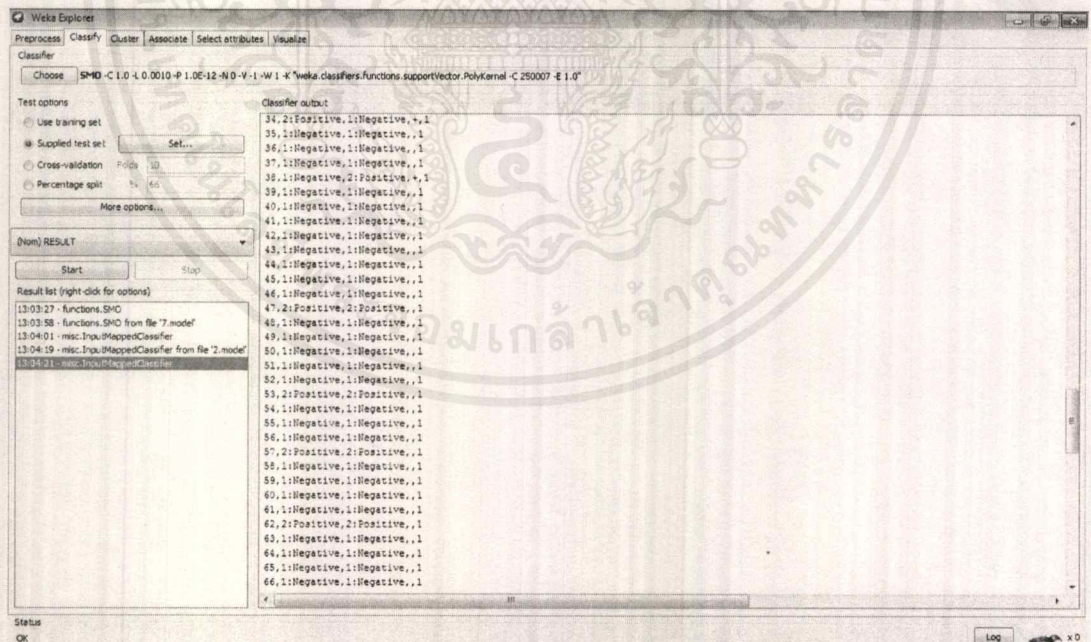 Weka Explorer
Preprocess Classify Cluster Associate Select attributes Visualize
Classifier
Choose SMO -C 1.0 -L 0.0010 -P 1.0E-12 -N 0 -V -1 -W 1 -K "weka.classifiers.functions.supportVector.PolyKernel -C 250007 -E 1.0"
Test options
Use training set
Supplied test set Set...
Cross-validation Folds 10
Percentage split % 66
More options...
(Nom) RESULT
Start Stop
Result list (right-click for options)
13:03:27 - functions.SMO
13:03:58 - functions.SMO from file '7.model'
13:04:01 - misc.InputMappedClassifier
13:04:19 - misc.InputMappedClassifier from file '2.model'
13:04:21 - misc.InputMappedClassifier
Classifier output
34,2:Positive,1:Negative,+,1
35,1:Negative,1:Negative,,1
36,1:Negative,1:Negative,,1
37,1:Negative,1:Negative,,1
38,1:Negative,2:Positive,+,1
39,1:Negative,1:Negative,,1
40,1:Negative,1:Negative,,1
41,1:Negative,1:Negative,,1
42,1:Negative,1:Negative,,1
43,1:Negative,1:Negative,,1
44,1:Negative,1:Negative,,1
45,1:Negative,1:Negative,,1
46,1:Negative,1:Negative,,1
47,2:Positive,2:Positive,,1
48,1:Negative,1:Negative,,1
49,1:Negative,1:Negative,,1
50,1:Negative,1:Negative,,1
51,1:Negative,1:Negative,,1
52,1:Negative,1:Negative,,1
53,2:Positive,2:Positive,,1
54,1:Negative,1:Negative,,1
55,1:Negative,1:Negative,,1
56,1:Negative,1:Negative,,1
57,2:Positive,2:Positive,,1
58,1:Negative,1:Negative,,1
59,1:Negative,1:Negative,,1
60,1:Negative,1:Negative,,1
61,1:Negative,1:Negative,,1
62,2:Positive,2:Positive,,1
63,1:Negative,1:Negative,,1
64,1:Negative,1:Negative,,1
65,1:Negative,1:Negative,,1
66,1:Negative,1:Negative,,1
Status
OK
Log x 0